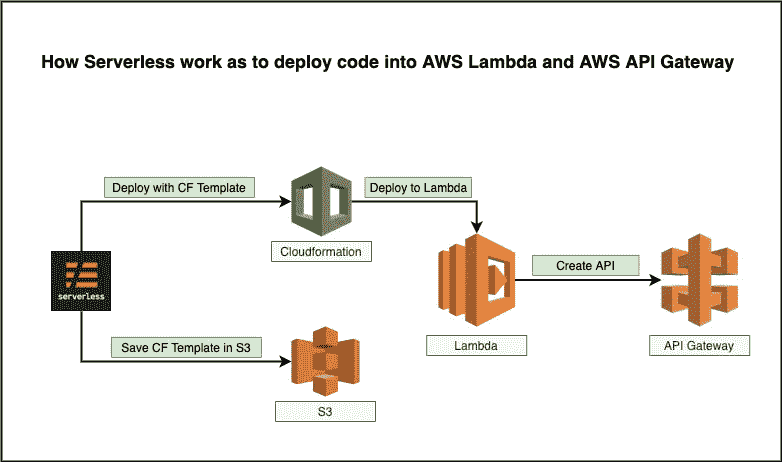 How Serverless work as to deploy code into AWS Lambda and AWS API Gateway
Deploy with CF Template
Deploy to Lambda
Cloudformation
serverless
Create API
Save CF Template in S3
Lambda
API Gateway
S3